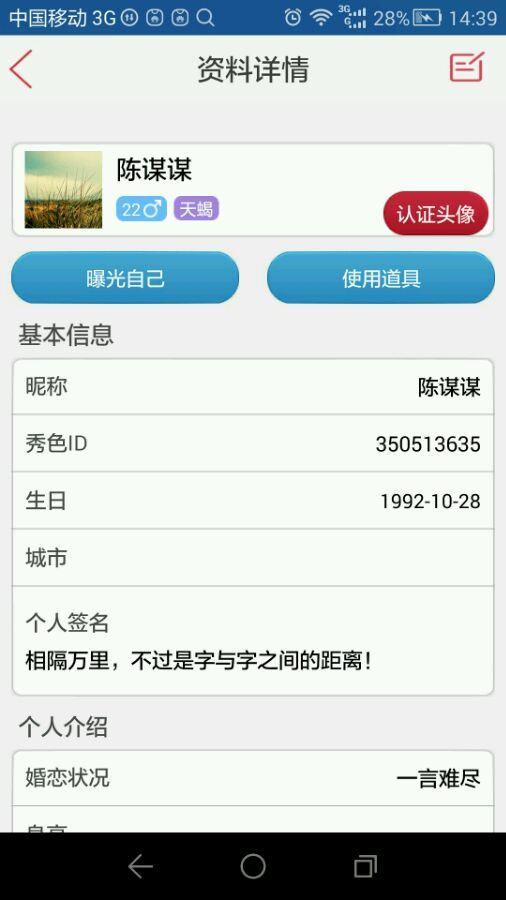 中国移动 3G 3G G 28% 14:39
资料详情
陈谋谋
22♂ 天蝎
认证头像
曝光自己 使用道具
基本信息
昵称 陈谋谋
秀色ID 350513635
生日 1992-10-28
城市
个人签名
相隔万里，不过是字与字之间的距离！
个人介绍
婚恋状况 一言难尽